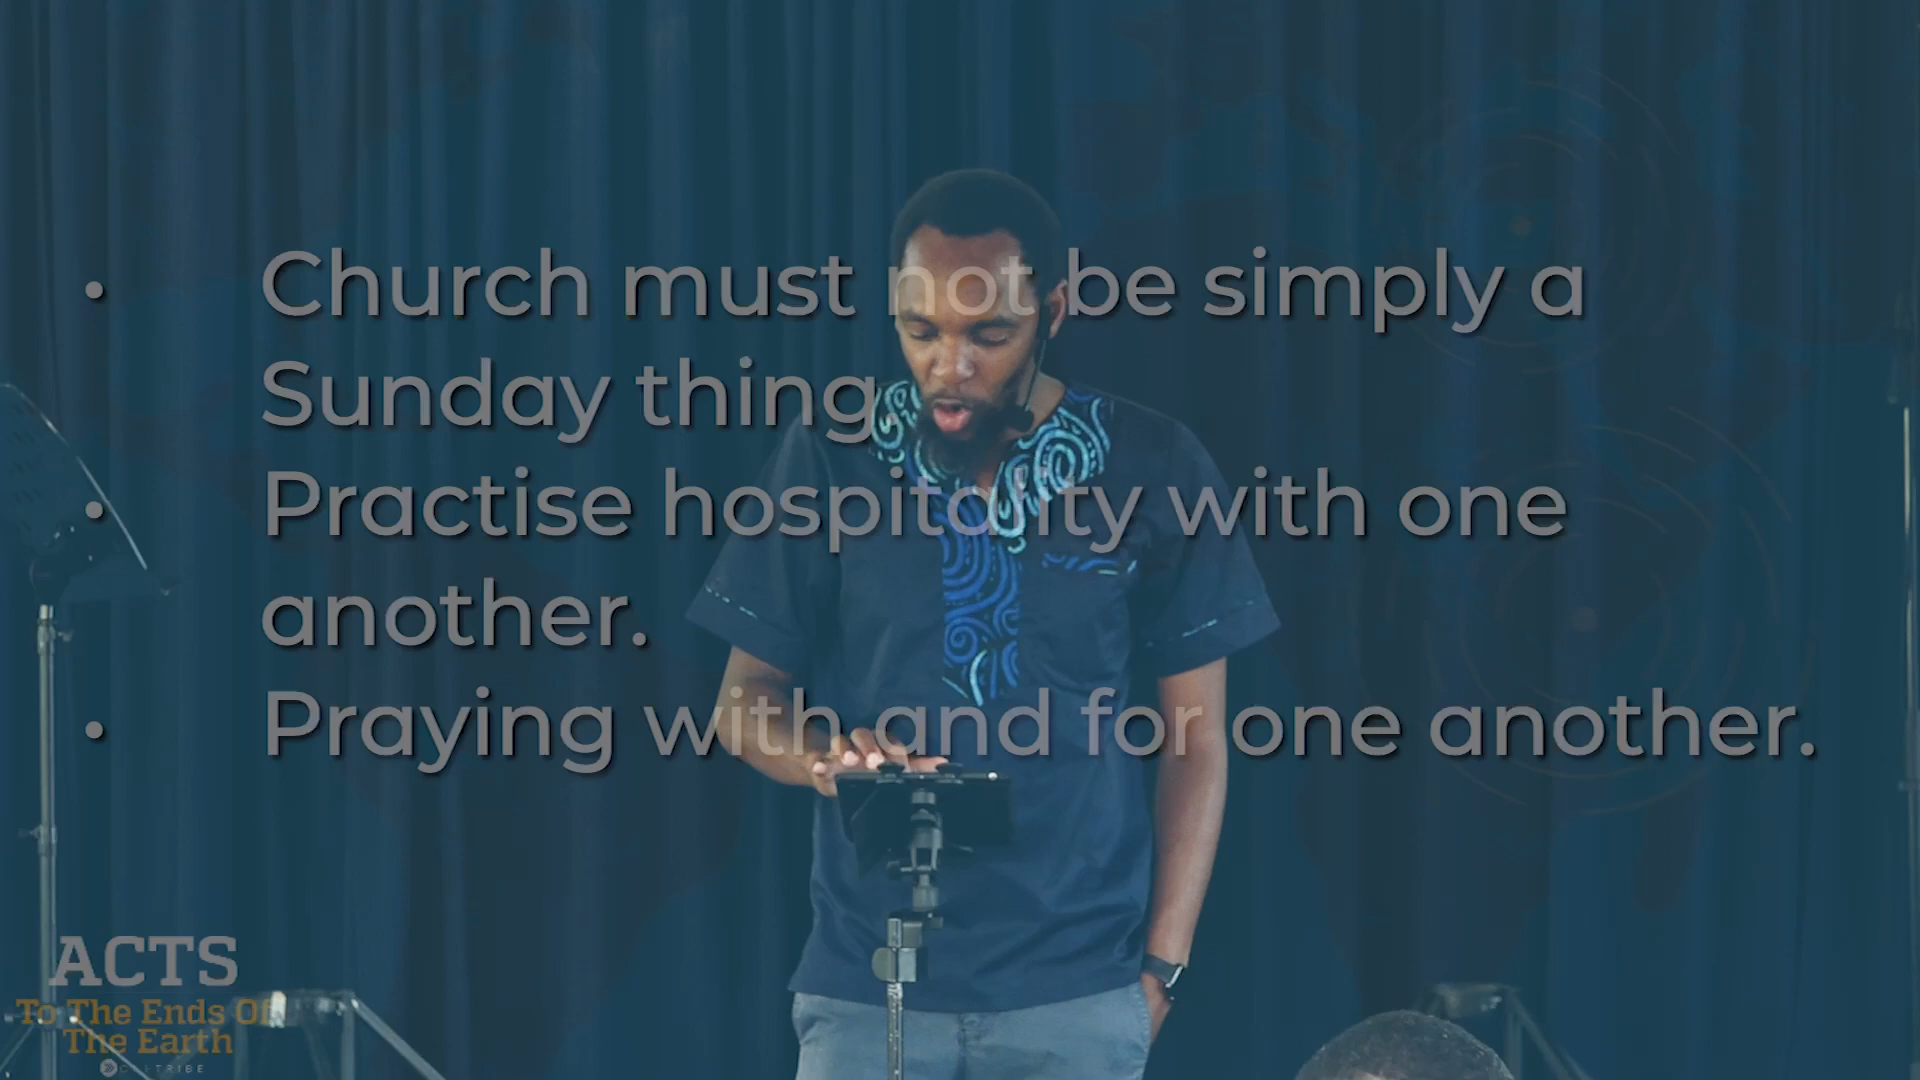 • Church must not be simply a
Sunday thing.
• Practise hospitality with one
another.
• Praying with and for one another.
ACTS
To The Ends Of
The Earth